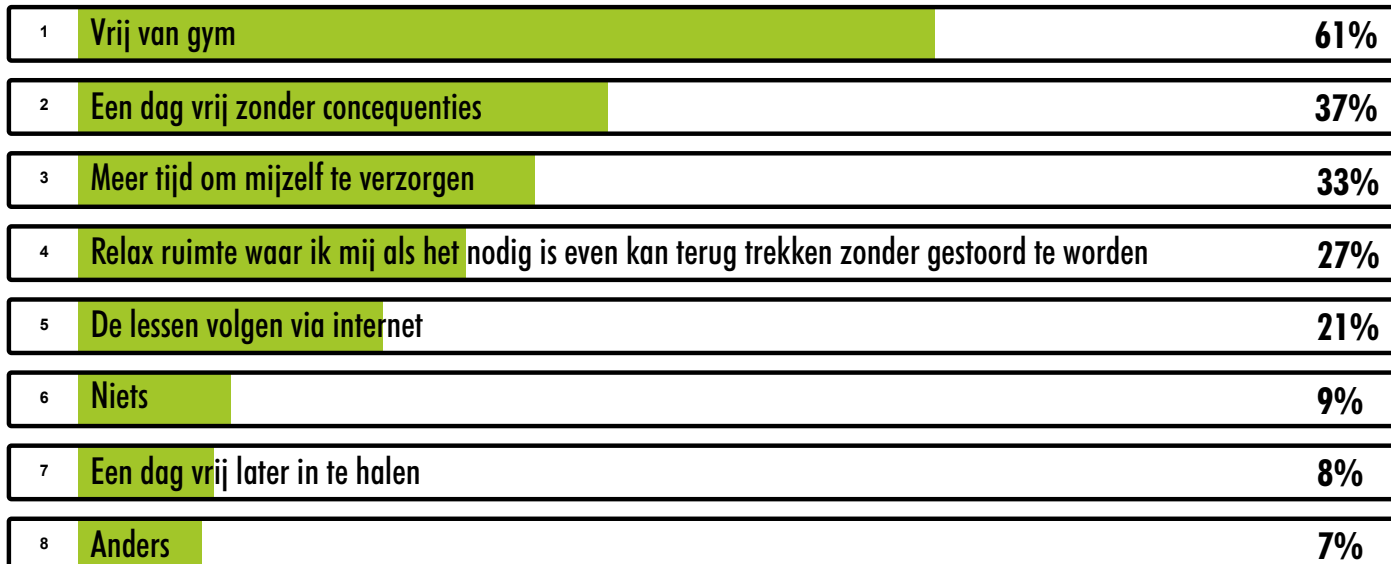 1 Vrij van gym 61%
2 Een dag vrij zonder concequenties 37%
3 Meer tijd om mijzelf te verzorgen 33%
4 Relax ruimte waar ik mij als het nodig is even kan terug trekken zonder gestoord te worden 27%
5 De lessen volgen via internet 21%
6 Niets 9%
7 Een dag vrij later in te halen 8%
8 Anders 7%